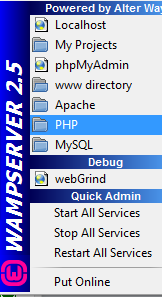 Powered by Alter Way
Localhost
My Projects
phpMyAdmin
www directory
Apache
PHP
MySQL
Debug
webGrind
Quick Admin
Start All Services
Stop All Services
Restart All Services
Put Online
WAMPSERVER 2.5